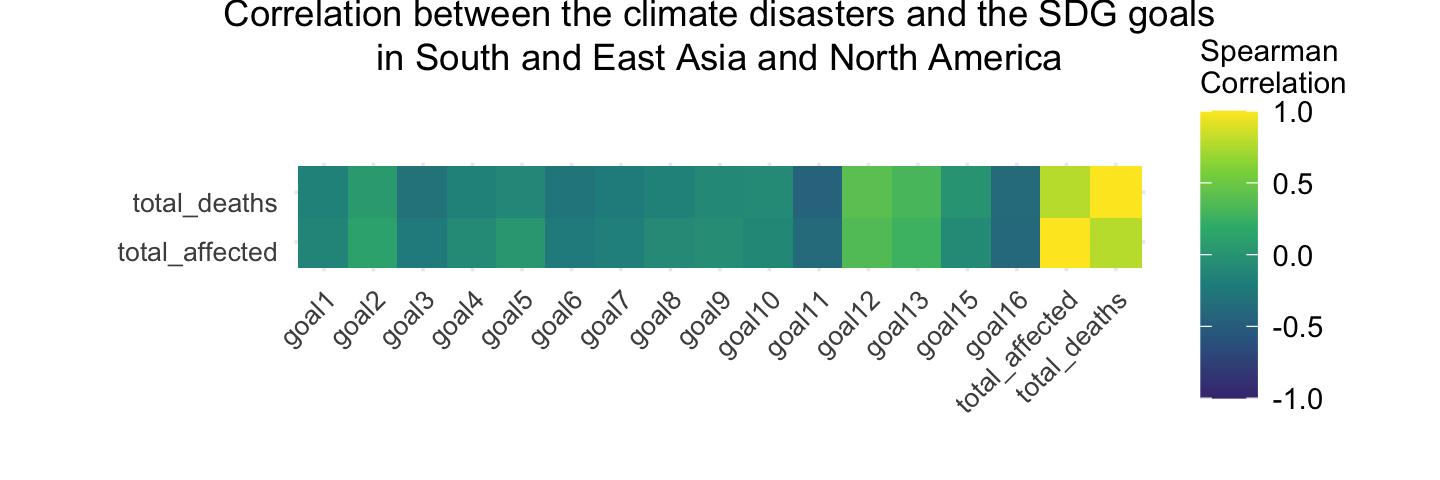 Correlation between the climate disasters and the SDG goals
in South and East Asia and North America
Spearman
Correlation
1.0
0.5
0.0
-0.5
-1.0
total_deaths
total_affected
goal1
goal2
goal3
goal4
goal5
goal6
goal7
goal8
goal9
goal10
goal11
goal12
goal13
goal15
goal16
total_affected
total_deaths